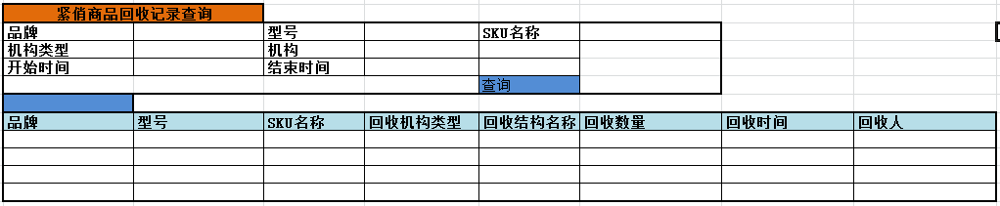 紧俏商品回收记录查询
品牌 型号 SKU名称
机构类型 机构
开始时间 结束时间
查询
品牌 型号 SKU名称 回收机构类型 回收结构名称 回收数量 回收时间 回收人